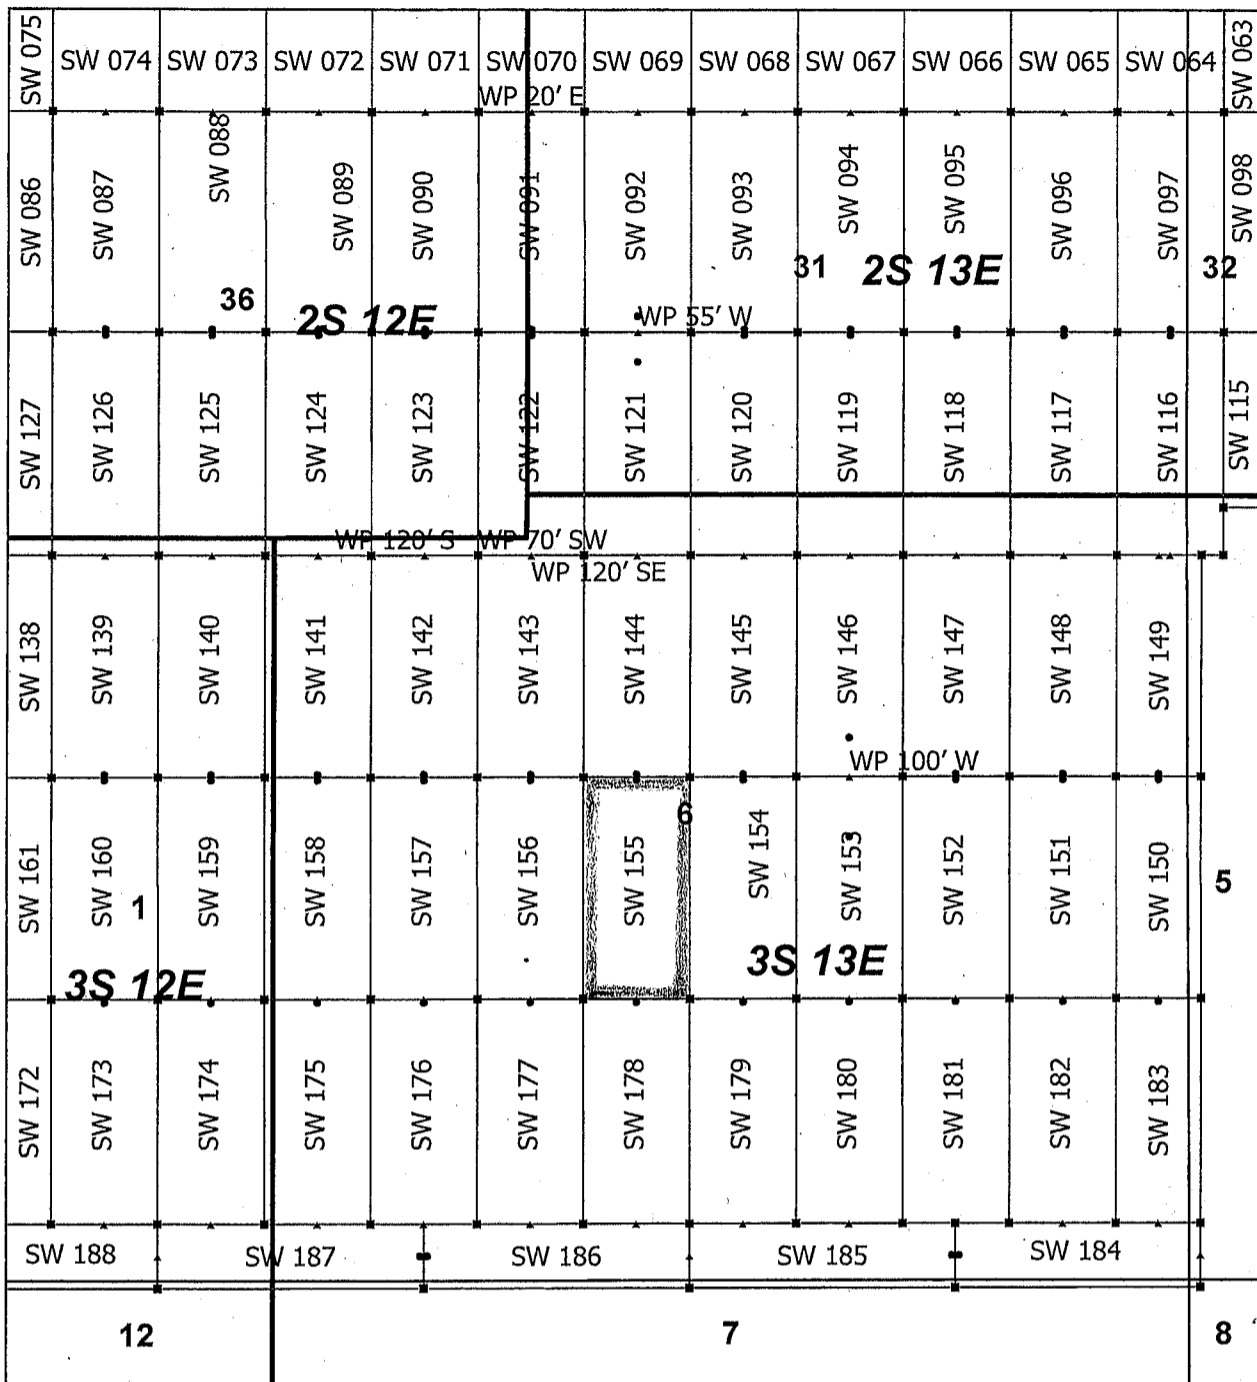 SW 075 SW 074 SW 073 SW 072 SW 071 SW 070 SW 069 SW 068 SW 067 SW 066 SW 065 SW 064 SW 063
WP 20' E
SW 086 SW 087 SW 088 SW 089 SW 090 SW 091 SW 092 SW 093 SW 094 SW 095 SW 096 SW 097 SW 098
31 2S 13E 32
36 2S 12E
WP 55' W
SW 127 SW 126 SW 125 SW 124 SW 123 SW 122 SW 121 SW 120 SW 119 SW 118 SW 117 SW 116 SW 115
WP 120' S WP 70' SW
WP 120' SE
SW 138 SW 139 SW 140 SW 141 SW 142 SW 143 SW 144 SW 145 SW 146 SW 147 SW 148 SW 149
WP 100' W
6
SW 161 SW 160 SW 159 SW 158 SW 157 SW 156 SW 155 SW 154 SW 153 SW 152 SW 151 SW 150 5
1
3S 12E 3S 13E
SW 172 SW 173 SW 174 SW 175 SW 176 SW 177 SW 178 SW 179 SW 180 SW 181 SW 182 SW 183
SW 188 SW 187 SW 186 SW 185 SW 184
12 7 8